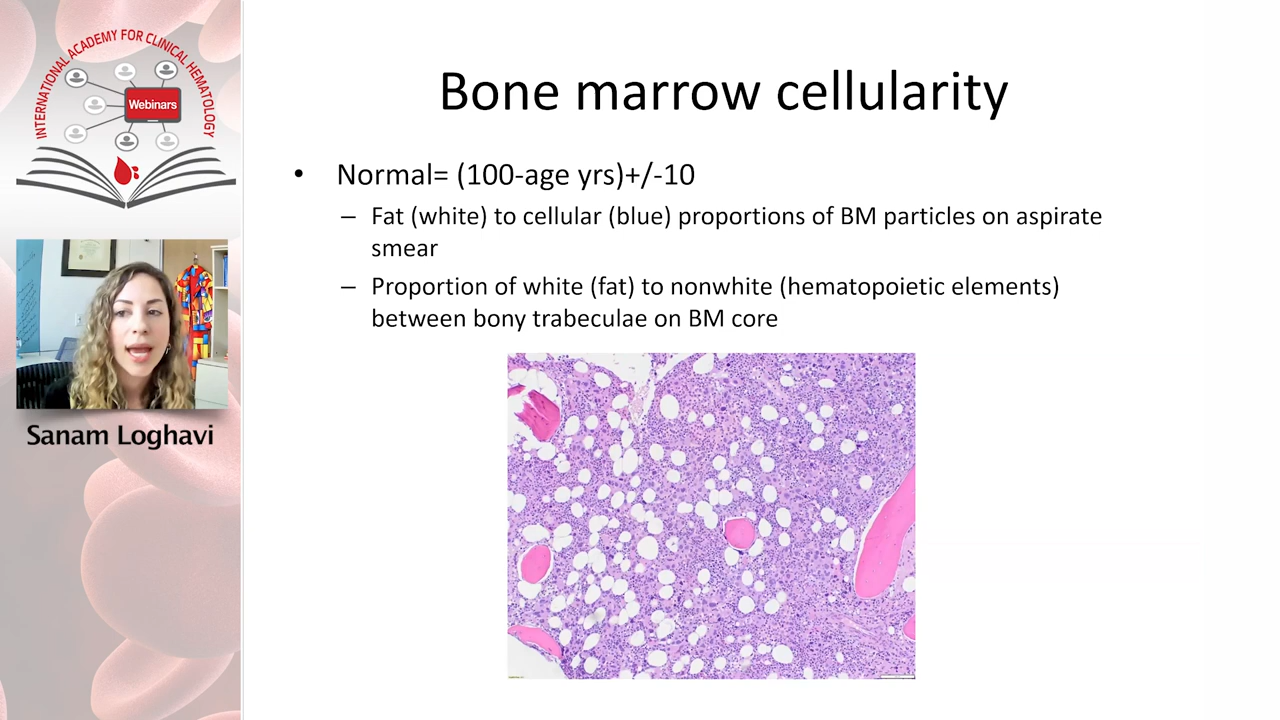 INTERNATIONAL ACADEMY FOR CLINICAL HEMATOLOGY
Webinars
Sanam Loghavi
Bone marrow cellularity
• Normal= (100-age yrs)+/-10
– Fat (white) to cellular (blue) proportions of BM particles on aspirate
smear
– Proportion of white (fat) to nonwhite (hematopoietic elements)
between bony trabeculae on BM core